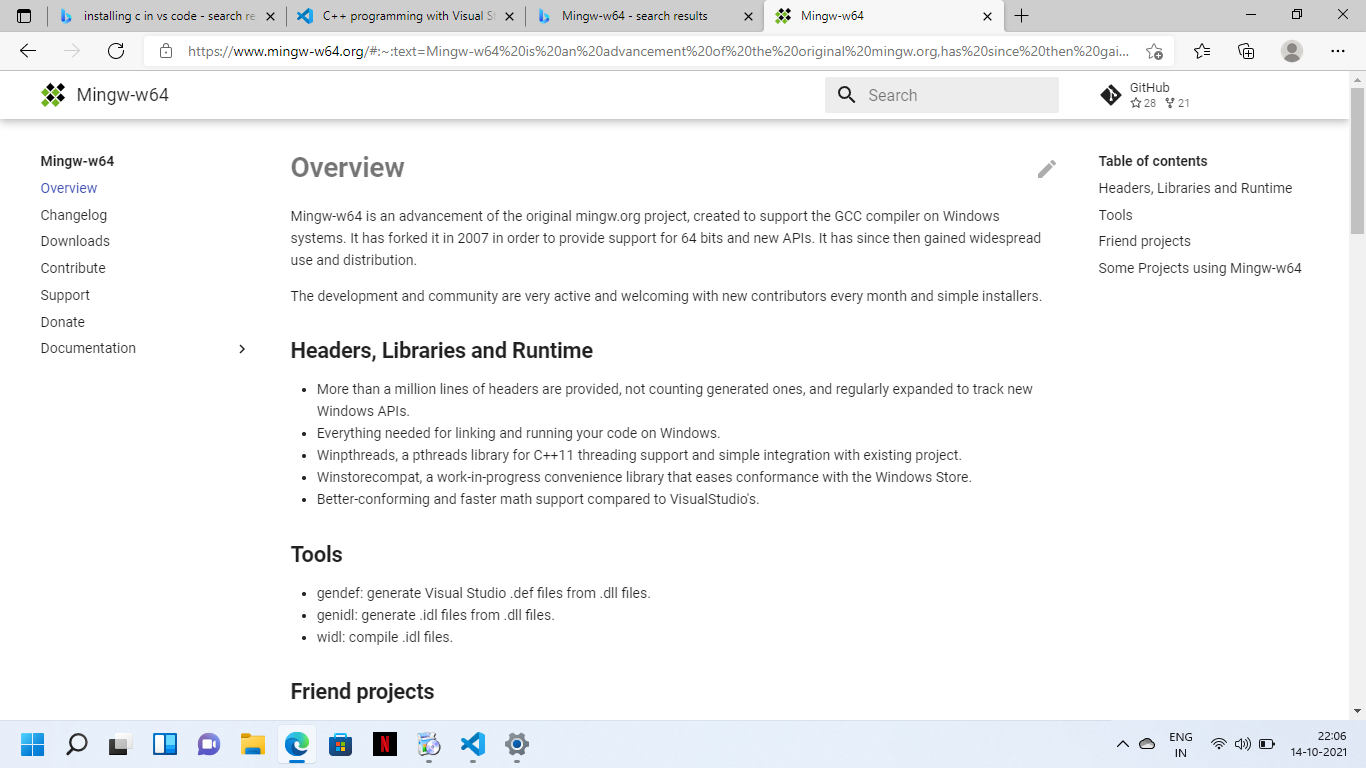 installing c in vs code - search re
C++ programming with Visual St
Mingw-w64 - search results
Mingw-w64
https://www.mingw-w64.org/#:~:text=Mingw-w64%20is%20an%20advancement%20of%20the%20original%20mingw.org,has%20since%20then%20gai...
Mingw-w64
Search
GitHub
28 21
Mingw-w64
Overview
Changelog
Downloads
Contribute
Support
Donate
Documentation
Overview
Mingw-w64 is an advancement of the original mingw.org project, created to support the GCC compiler on Windows
systems. It has forked it in 2007 in order to provide support for 64 bits and new APIs. It has since then gained widespread
use and distribution.
The development and community are very active and welcoming with new contributors every month and simple installers.
Headers, Libraries and Runtime
• More than a million lines of headers are provided, not counting generated ones, and regularly expanded to track new
Windows APIs.
• Everything needed for linking and running your code on Windows.
• Winpthreads, a pthreads library for C++11 threading support and simple integration with existing project.
• Winstorecompat, a work-in-progress convenience library that eases conformance with the Windows Store.
• Better-conforming and faster math support compared to VisualStudio's.
Tools
• gendef: generate Visual Studio .def files from .dll files.
• genidl: generate .idl files from .dll files.
• widl: compile .idl files.
Friend projects
Table of contents
Headers, Libraries and Runtime
Tools
Friend projects
Some Projects using Mingw-w64
N
ENG
IN
22:06
14-10-2021